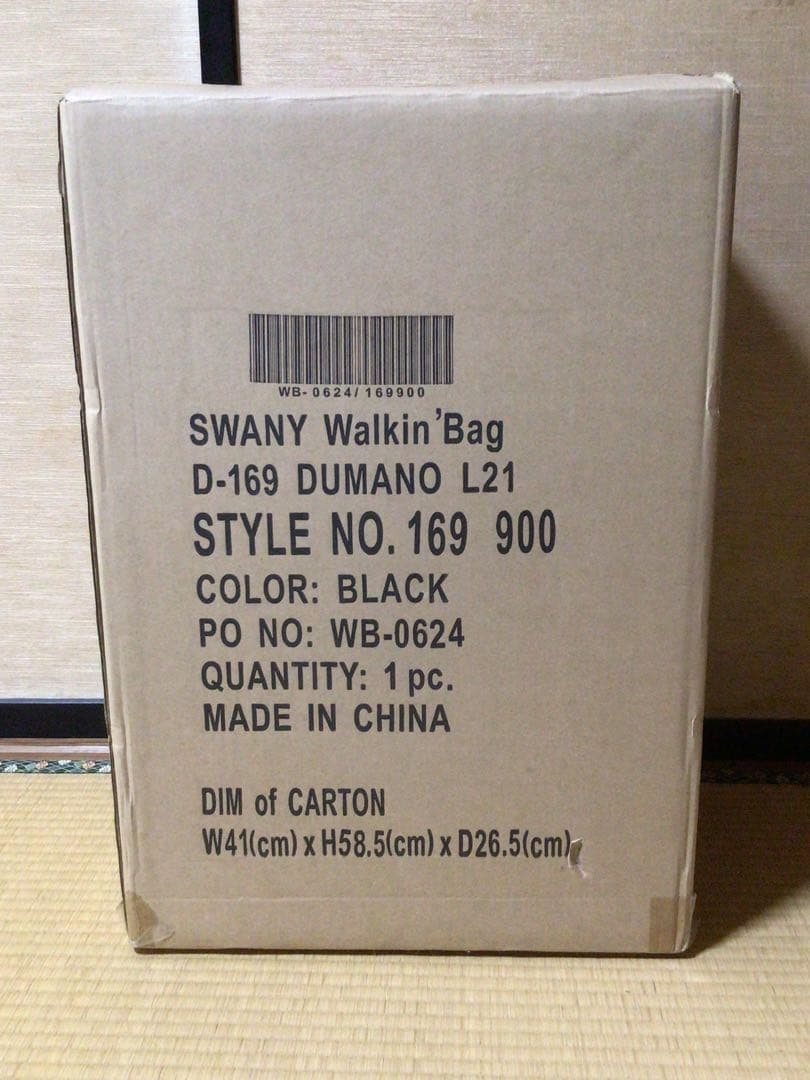 WB-0624/169900
SWANY Walkin'Bag
D-169 DUMANO L21
STYLE NO. 169 900
COLOR: BLACK
PO NO: WB-0624
QUANTITY: 1 pc.
MADE IN CHINA
DIM of CARTON
W41(cm) x H58.5(cm) x D26.5(cm)